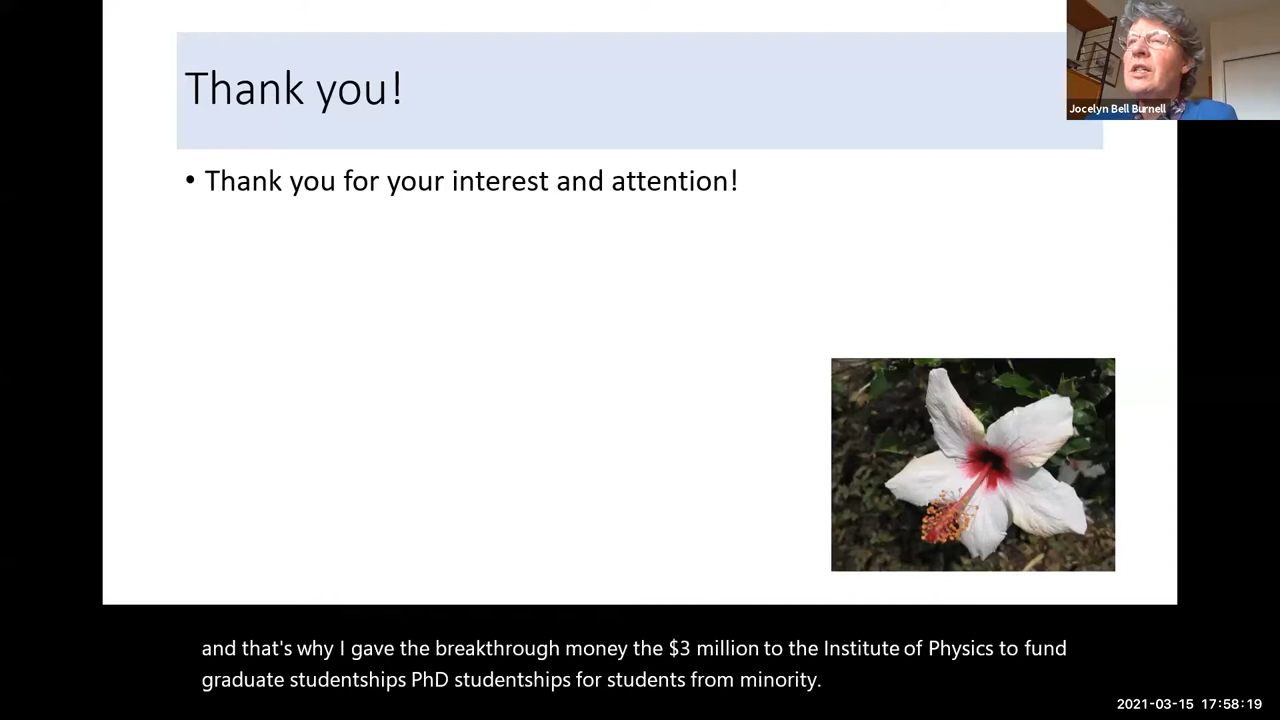 Thank you!
Jocelyn Bell Burnell
• Thank you for your interest and attention!
and that's why I gave the breakthrough money the $3 million to the Institute of Physics to fund
graduate studentships PhD studentships for students from minority.
2021-03-15 17:58:19